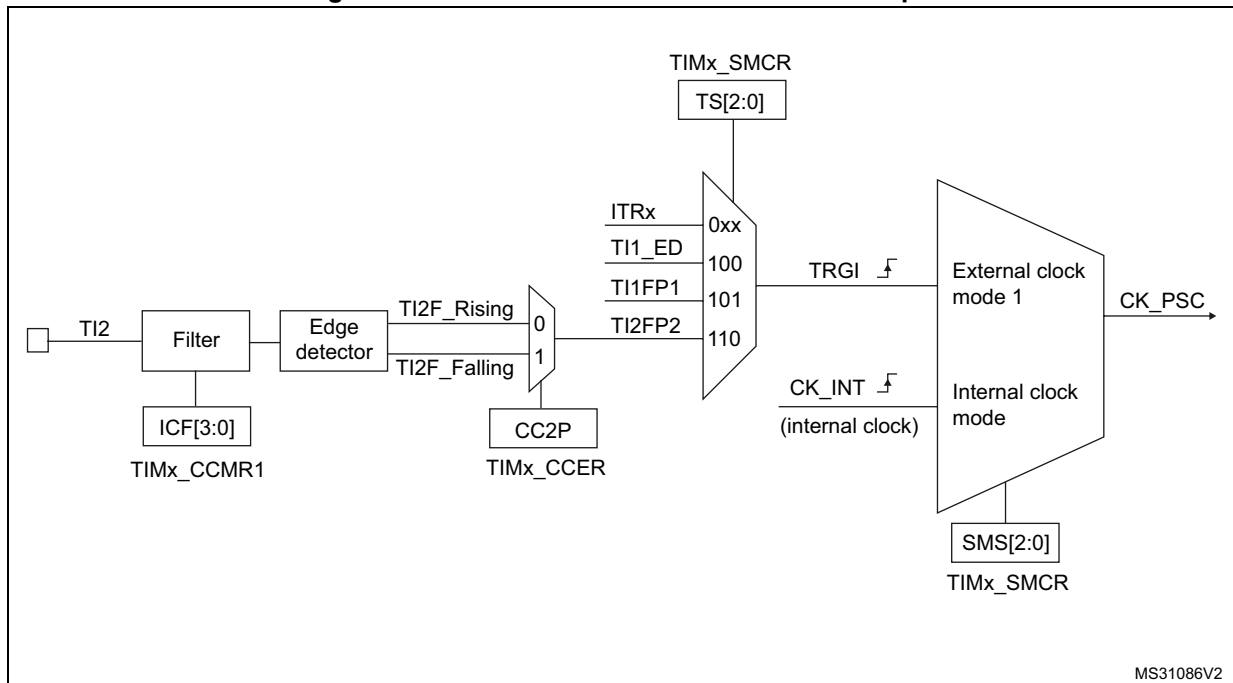 TIMx_SMCR
TS[2:0]
ITRx
0xx
TI1_ED
100
TI1FP1
101
TI2FP2
110
TRGI
External clock
mode 1
CK_PSC
TI2
Filter
Edge
detector
TI2F_Rising
0
TI2F_Falling
1
CK_INT
(internal clock)
Internal clock
mode
ICF[3:0]
TIMx_CCMR1
CC2P
TIMx_CCER
SMS[2:0]
TIMx_SMCR
MS31086V2